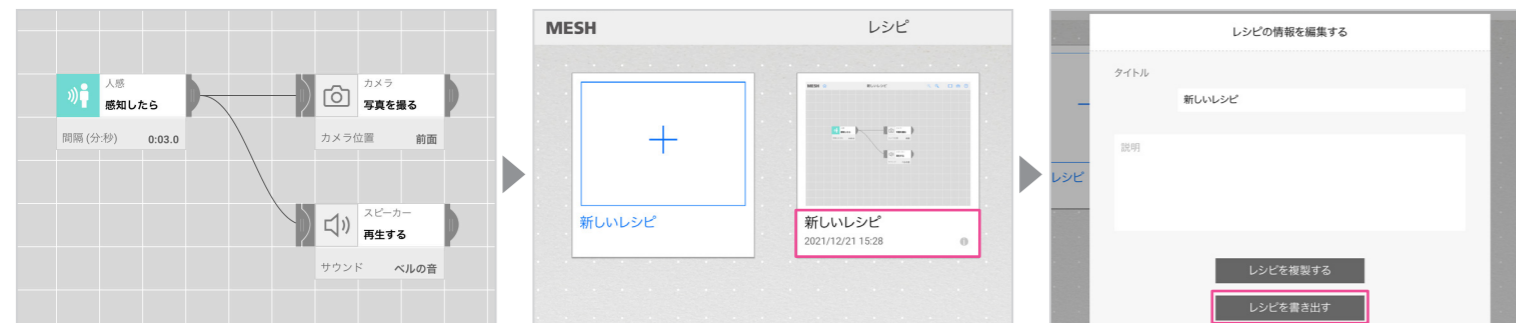 人感
感知したら
間隔 (分:秒) 0:03.0
カメラ
写真を撮る
カメラ位置 前面
スピーカー
再生する
サウンド ベルの音
MESH レシピ
新しいレシピ
新しいレシピ
2021/12/21 15:28
レシピの情報を編集する
タイトル
新しいレシピ
説明
レシピ
レシピを複製する
レシピを書き出す